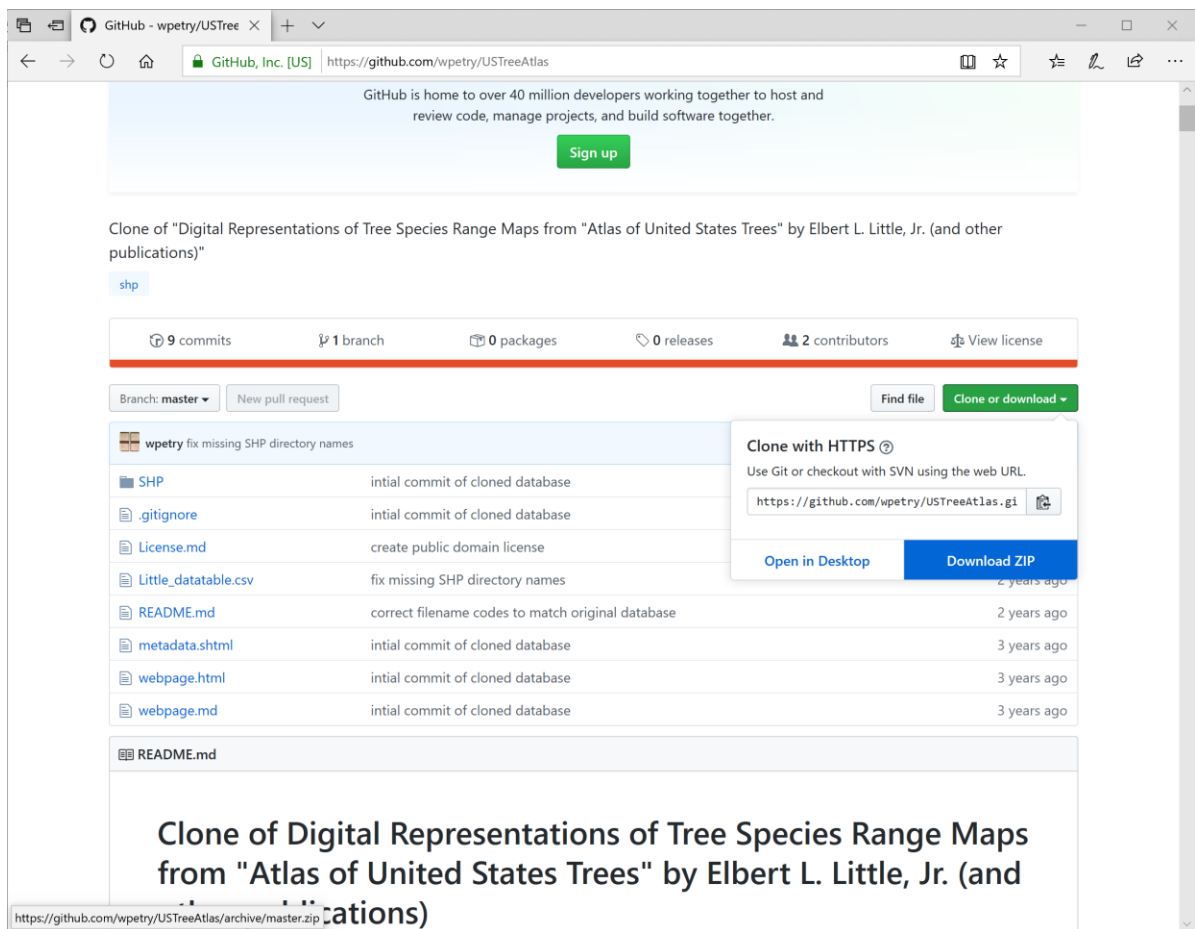 GitHub - wpetry/USTree
GitHub, Inc. [US] https://github.com/wpetry/USTreeAtlas
GitHub is home to over 40 million developers working together to host and
review code, manage projects, and build software together.
Sign up
Clone of "Digital Representations of Tree Species Range Maps from "Atlas of United States Trees" by Elbert L. Little, Jr. (and other
publications)"
shp
9 commits 1 branch 0 packages 0 releases 2 contributors View license
Branch: master New pull request Find file Clone or download
wpetry fix missing SHP directory names
Clone with HTTPS
Use Git or checkout with SVN using the web URL.
https://github.com/wpetry/USTreeAtlas.gi
Open in Desktop Download ZIP
SHP intial commit of cloned database
.gitignore intial commit of cloned database
License.md create public domain license
Little_datatable.csv fix missing SHP directory names 2 years ago
README.md correct filename codes to match original database 2 years ago
metadata.shtml intial commit of cloned database 3 years ago
webpage.html intial commit of cloned database 3 years ago
webpage.md intial commit of cloned database 3 years ago
README.md
Clone of Digital Representations of Tree Species Range Maps
from "Atlas of United States Trees" by Elbert L. Little, Jr. (and
cations)
https://github.com/wpetry/USTreeAtlas/archive/master.zip